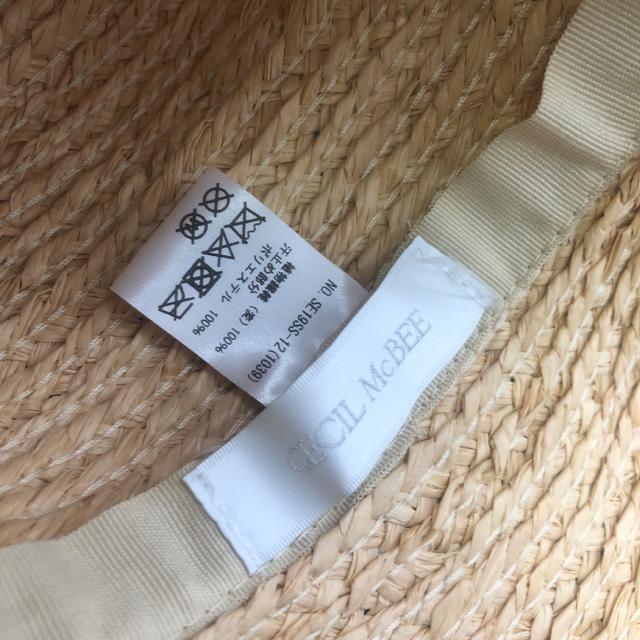 NO SE19SS-17(1039)
植物繊維 (麦) 100%
汗止め部分
ポリエステル 100%
CECIL McBEE